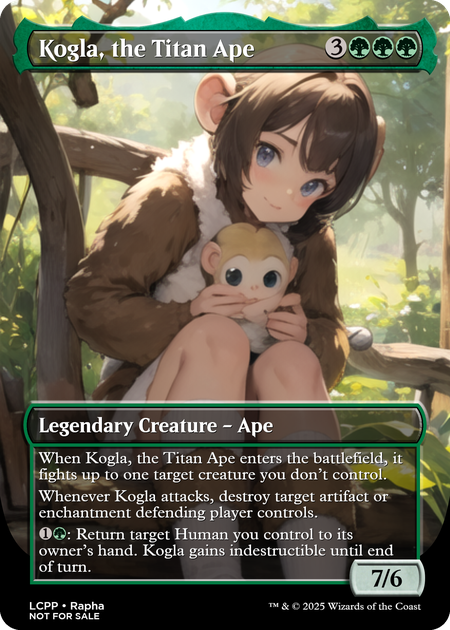 Kogla, the Titan Ape 3
Legendary Creature – Ape
When Kogla, the Titan Ape enters the battlefield, it
fights up to one target creature you don't control.
Whenever Kogla attacks, destroy target artifact or
enchantment defending player controls.
1: Return target Human you control to its
owner's hand. Kogla gains indestructible until end
of turn.
7/6
LCPP • Rapha
NOT FOR SALE
™ & © 2025 Wizards of the Coast